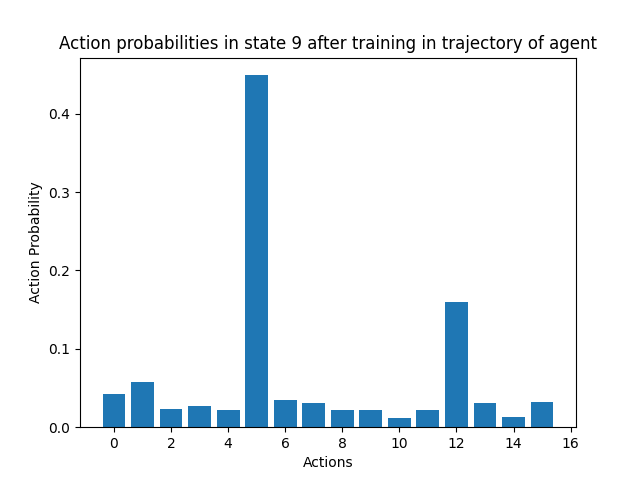 Action probabilities in state 9 after training in trajectory of agent
Action Probability
0.4
0.3
0.2
0.1
0.0
0 2 4 6 8 10 12 14 16
Actions